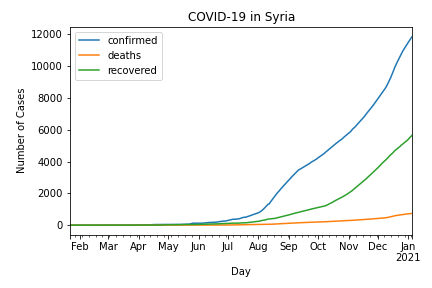 COVID-19 in Syria
confirmed
deaths
recovered
Number of Cases
12000
10000
8000
6000
4000
2000
0
Feb Mar Apr May Jun Jul Aug Sep Oct Nov Dec Jan
2021
Day